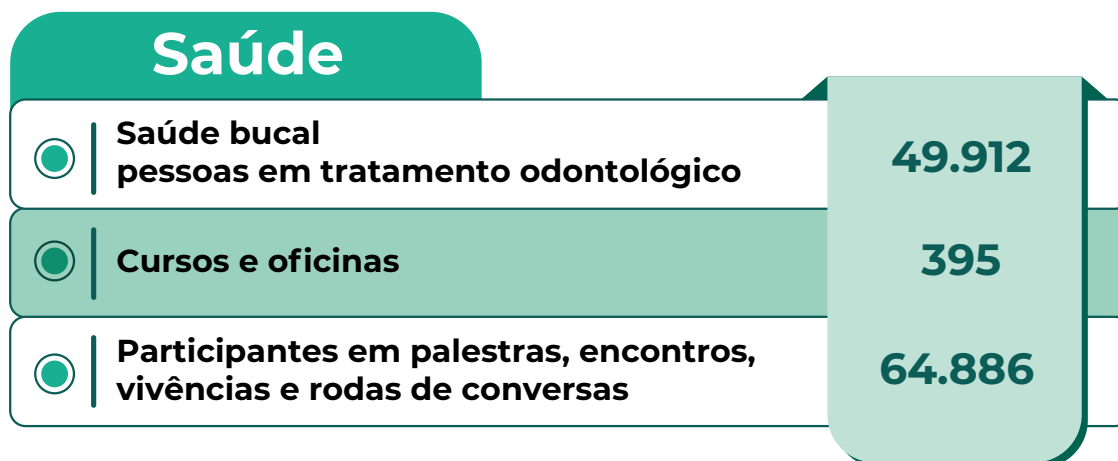 Saúde
Saúde bucal
pessoas em tratamento odontológico
49.912
Cursos e oficinas
395
Participantes em palestras, encontros,
vivências e rodas de conversas
64.886